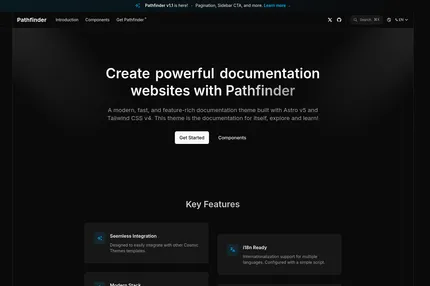 Pathfinder v1.1 is here! - Pagination, Sidebar CTA, and more. Learn more
Pathfinder Introduction Components Get Pathfinder Search EN
Create powerful documentation
websites with Pathfinder
A modern, fast, and feature-rich documentation theme built with Astro v5 and
Tailwind CSS v4. This theme is the documentation for itself, explore and learn!
Get Started Components
Key Features
Seemless Integration
Designed to easily integrate with other Cosmic
Themes templates.
i18n Ready
Internationalization support for multiple
languages. Configured with a simple script.
Modern Stack